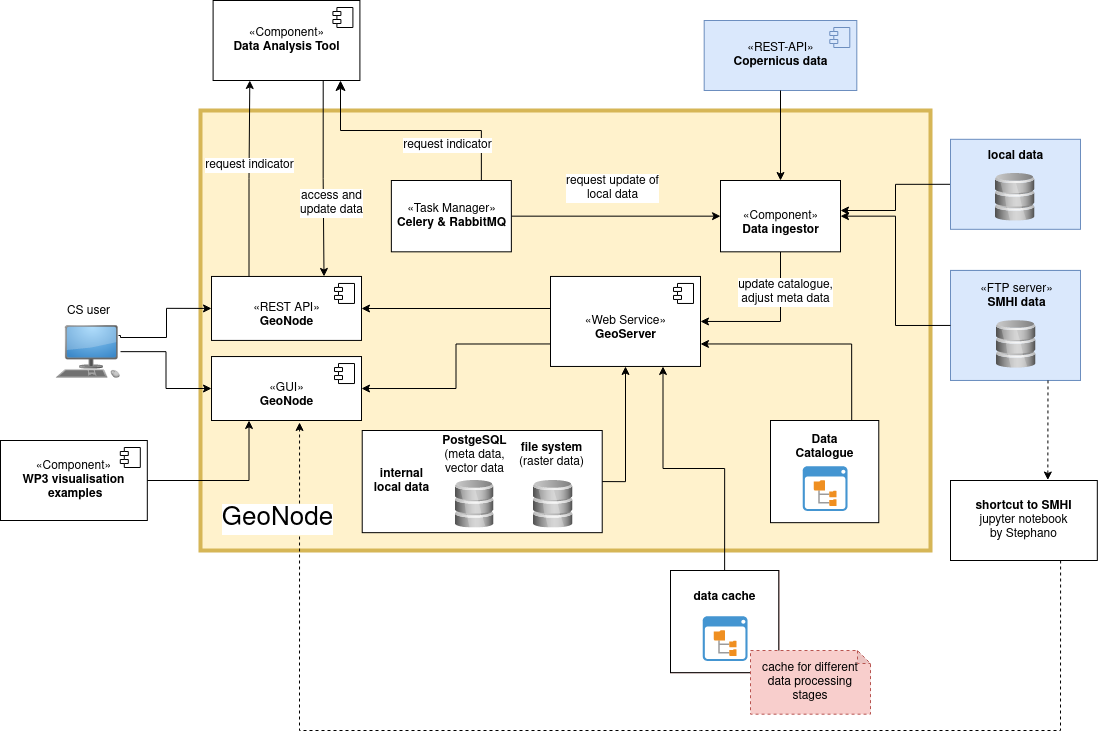 «Component»
Data Analysis Tool
«REST-API»
Copernicus data
request indicator
request indicator
local data
access and
update data
request update of
local data
«Task Manager»
Celery & RabbitMQ
«Component»
Data ingestor
update catalogue,
adjust meta data
«FTP server»
SMHI data
CS user
«REST API»
GeoNode
«Web Service»
GeoServer
«GUI»
GeoNode
«Component»
WP3 visualisation
examples
internal
local data
PostgeSQL
(meta data,
vector data
file system
(raster data)
Data
Catalogue
GeoNode
shortcut to SMHI
jupyter notebook
by Stephano
data cache
cache for different
data processing
stages